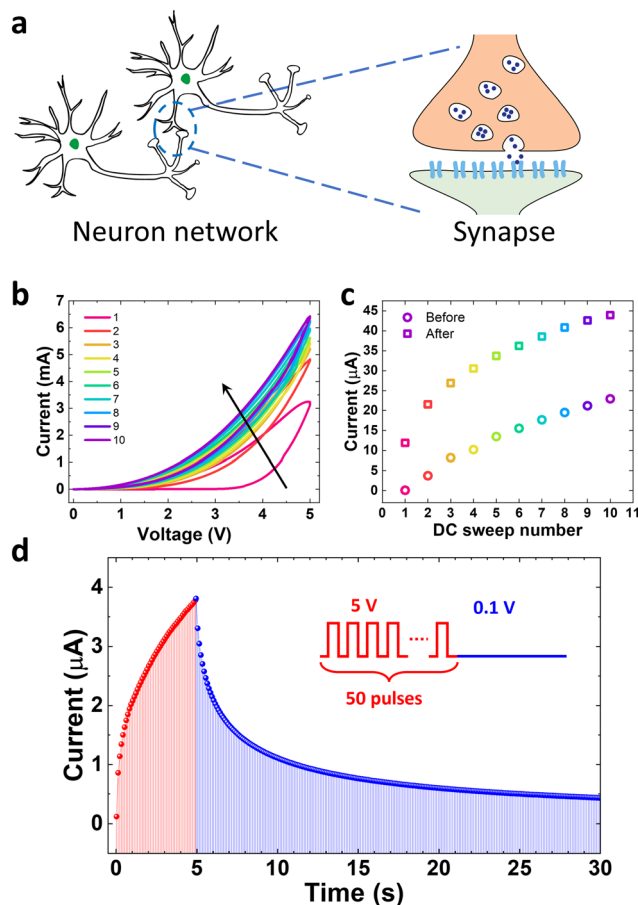 a
Neuron network
Synapse
b
Current (mA)
7
6
5
4
3
2
1
0
1
2
3
4
5
6
7
8
9
10
0 1 2 3 4 5
Voltage (V)
c
Current (μA)
45
40
35
30
25
20
15
10
5
0
Before
After
0 1 2 3 4 5 6 7 8 9 10 11
DC sweep number
d
Current (μA)
4
3
2
1
0
5 V
0.1 V
50 pulses
0 5 10 15 20 25 30
Time (s)